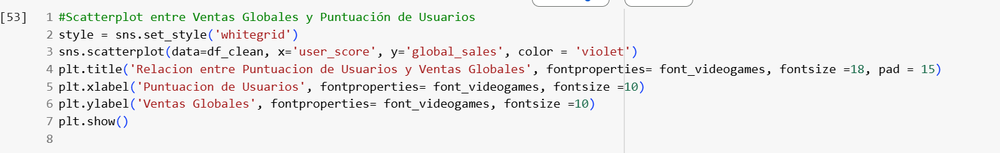 [53] 1 #Scatterplot entre Ventas Globales y Puntuación de Usuarios
2 style = sns.set_style('whitegrid')
3 sns.scatterplot(data=df_clean, x='user_score', y='global_sales', color = 'violet')
4 plt.title('Relacion entre Puntuacion de Usuarios y Ventas Globales', fontproperties= font_videogames, fontsize =18, pad = 15)
5 plt.xlabel('Puntuacion de Usuarios', fontproperties= font_videogames, fontsize =10)
6 plt.ylabel('Ventas Globales', fontproperties= font_videogames, fontsize =10)
7 plt.show()
8